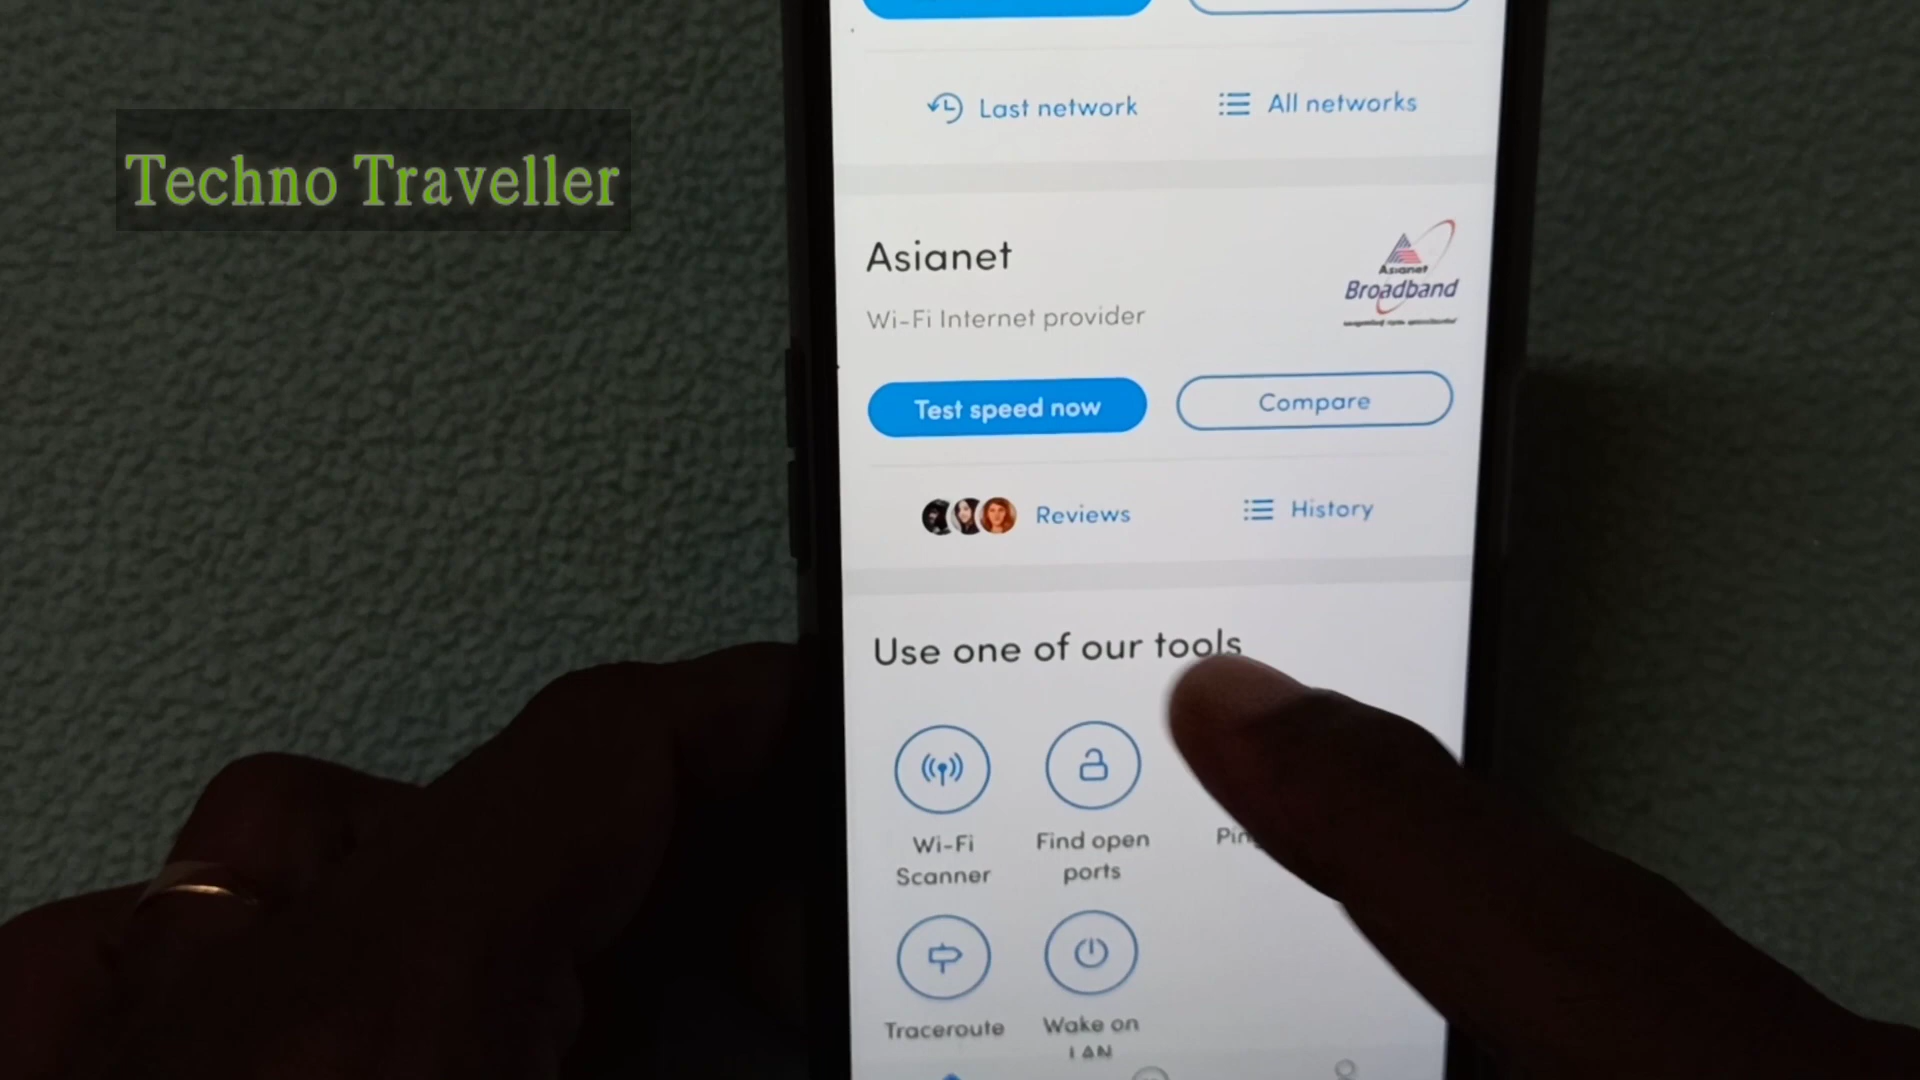 Techno Traveller
Last network
All networks
Asianet
Wi-Fi Internet provider
Asianet
Broadband
Test speed now
Compare
Reviews
History
Use one of our tools
Wi-Fi
Scanner
Find open
ports
Traceroute
Wake on
LAN